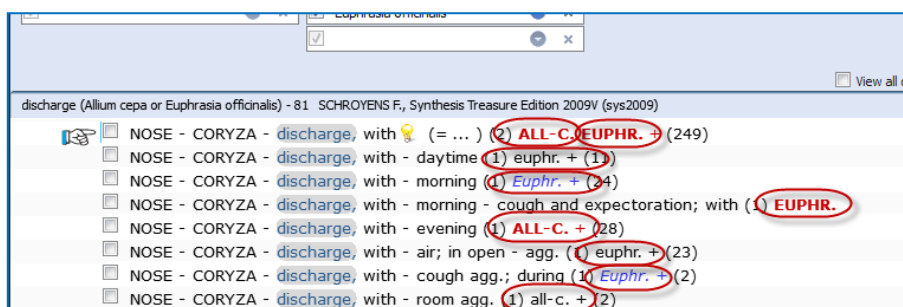 Euphrasia officinalis
View all
discharge (Allium cepa or Euphrasia officinalis) - 81 SCHROYENS F., Synthesis Treasure Edition 2009V (sys2009)
NOSE - CORYZA - discharge, with (= ... ) (2) ALL-C. EUPHR. + (249)
NOSE - CORYZA - discharge, with - daytime (1) euphr. + (11)
NOSE - CORYZA - discharge, with - morning (1) Euphr. + (24)
NOSE - CORYZA - discharge, with - morning - cough and expectoration; with (1) EUPHR.
NOSE - CORYZA - discharge, with - evening (1) ALL-C. + (28)
NOSE - CORYZA - discharge, with - air; in open - agg. (1) euphr. + (23)
NOSE - CORYZA - discharge, with - cough agg.; during (1) Euphr. + (2)
NOSE - CORYZA - discharge, with - room agg. (1) all-c. + (2)